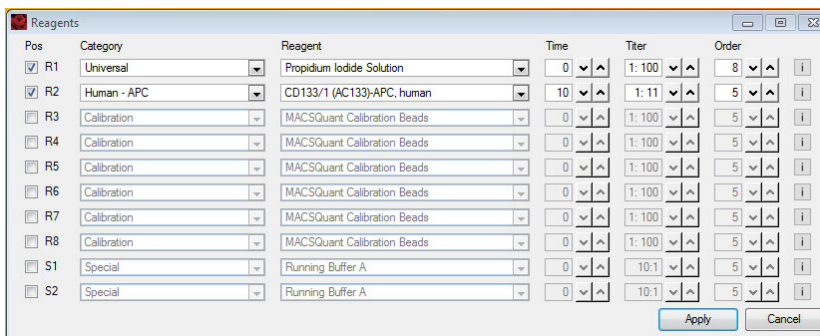 Reagents
Pos Category Reagent Time Titer Order
R1 Universal Propidium Iodide Solution 0 1: 100 8 i
R2 Human - APC CD133/1 (AC133)-APC, human 10 1: 11 5 i
R3 Calibration MACSQuant Calibration Beads 0 1: 100 5 i
R4 Calibration MACSQuant Calibration Beads 0 1: 100 5 i
R5 Calibration MACSQuant Calibration Beads 0 1: 100 5 i
R6 Calibration MACSQuant Calibration Beads 0 1: 100 5 i
R7 Calibration MACSQuant Calibration Beads 0 1: 100 5 i
R8 Calibration MACSQuant Calibration Beads 0 1: 100 5 i
S1 Special Running Buffer A 0 10:1 5 i
S2 Special Running Buffer A 0 10:1 5 i
Apply Cancel